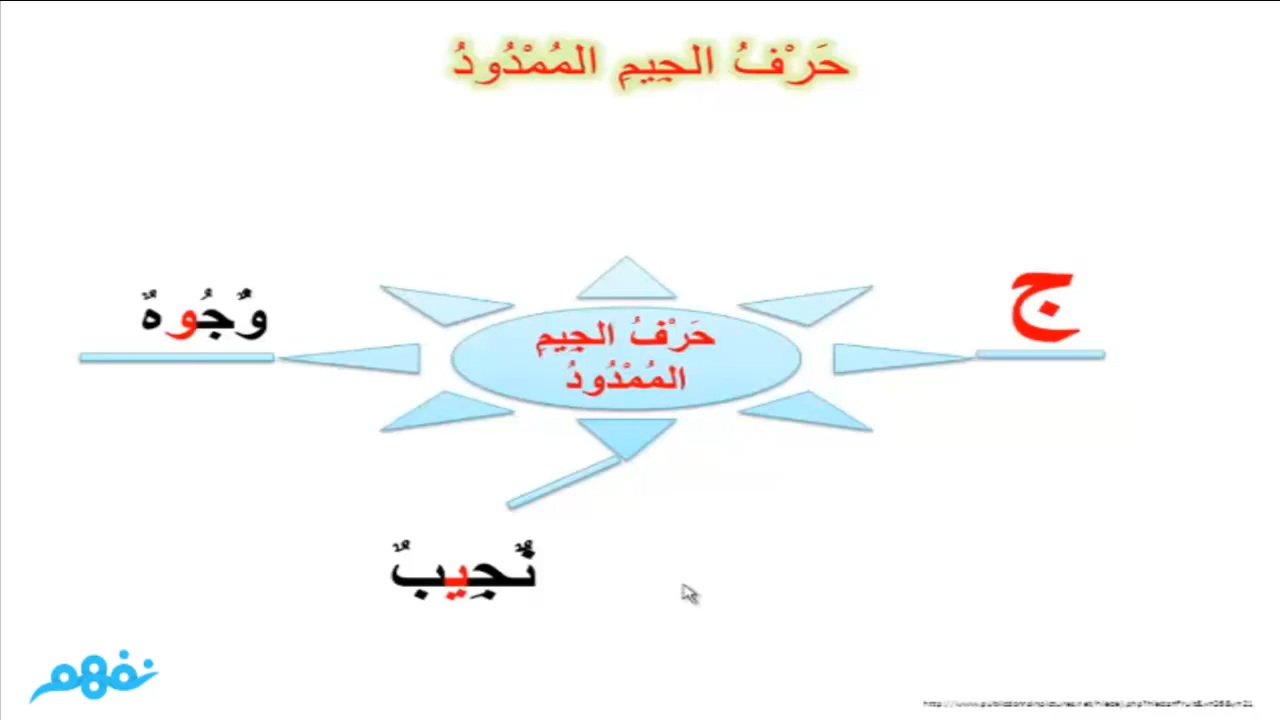 حَرْفُ الجِيمِ المُمْدُودُ
ج
وُجُوهٌ
حَرْفُ الجِيمِ
المُمْدُودُ
نُجِيبٌ
نفهم